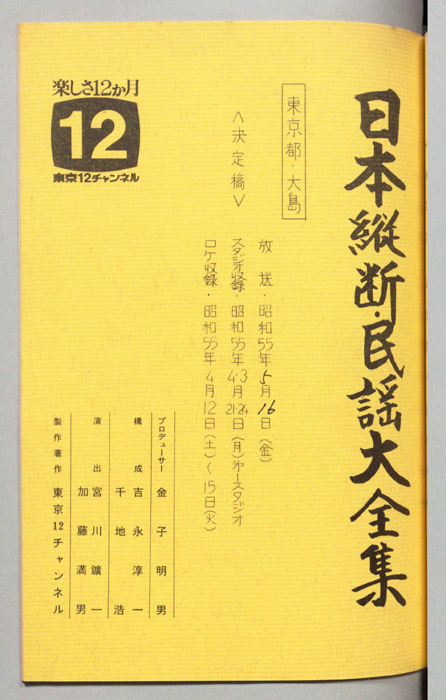 日本縦断・民謡大全集
東京都・大島
<決定稿>
放送・昭和55年5月16日(金)
スタジオ収録・昭和55年4・3月21・24日(月)第一スタジオ
ロケ収録・昭和55年4月12日(土)〜15日(火)
楽しさ12か月
12
東京12チャンネル
プロデューサー 金子明男
構成 吉永淳一
千地浩
演出 宮川鑛一
加藤満男
製作著作 東京12チャンネル